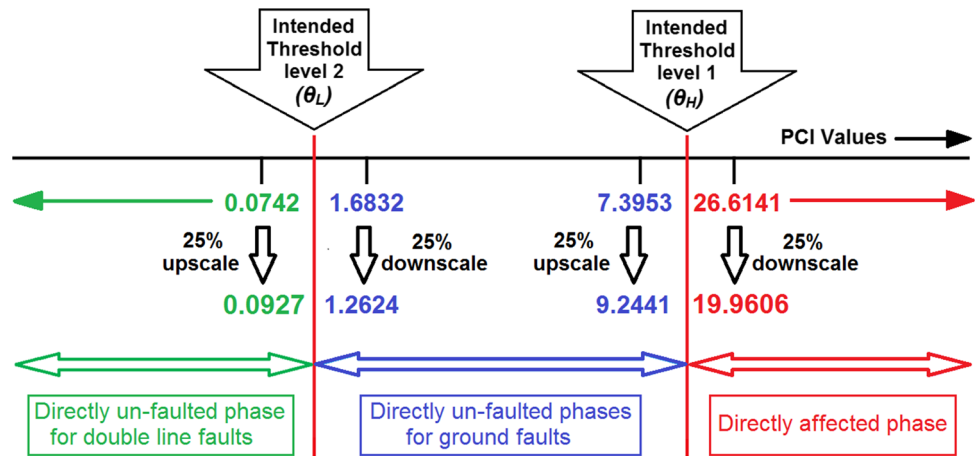 Intended
Threshold
level 2
(θL)
Intended
Threshold
level 1
(θH)
PCI Values
0.0742 1.6832 7.3953 26.6141
25%
upscale
25%
downscale
25%
upscale
25%
downscale
0.0927 1.2624 9.2441 19.9606
Directly un-faulted phase
for double line faults
Directly un-faulted phases
for ground faults
Directly affected phase